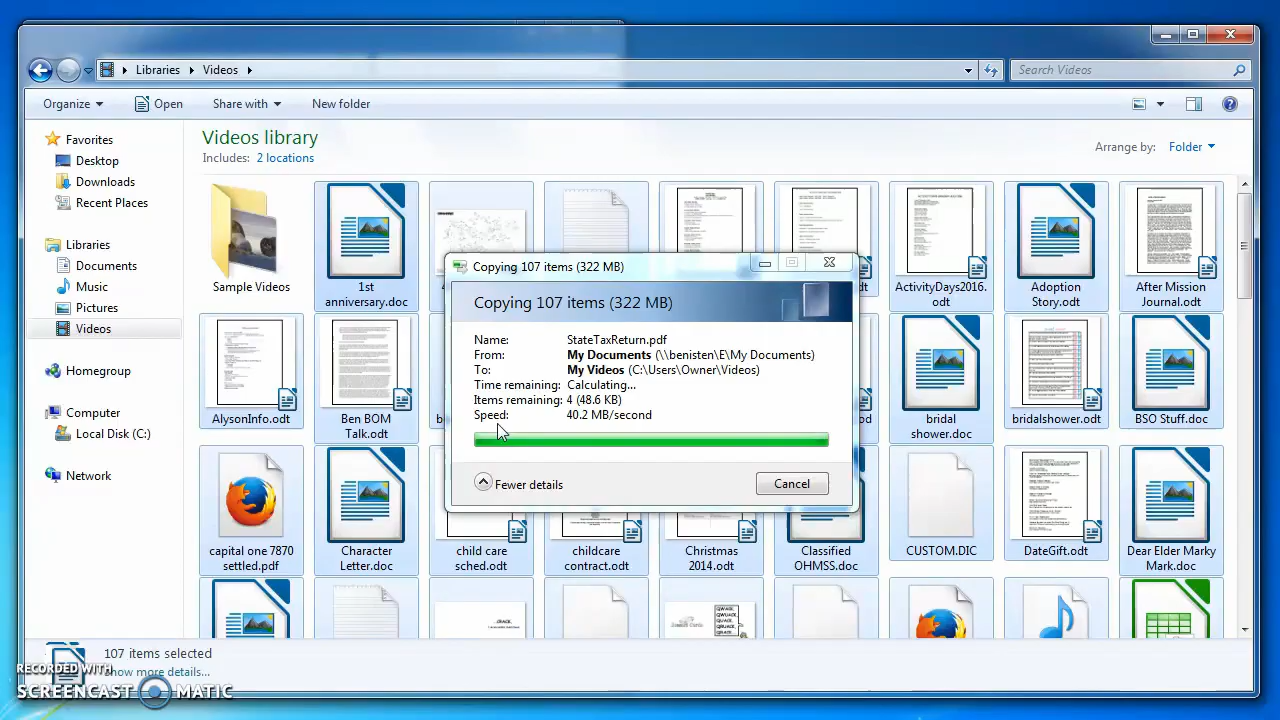 Libraries Videos
Search Videos
Organize Open Share with New folder
Favorites
Desktop
Downloads
Recent Places
Libraries
Documents
Music
Pictures
Videos
Homegroup
Computer
Local Disk (C:)
Network
Videos library
Includes: 2 locations
Arrange by: Folder
Sample Videos
1st
anniversary.doc
ActivityDays2016.
odt
Adoption
Story.odt
After Mission
Journal.odt
Copying 107 items (322 MB)
Copying 107 items (322 MB)
Name: StateTaxReturn.pdf
From: My Documents (\\benisten\E\My Documents)
To: My Videos (C:\Users\Owner\Videos)
Time remaining: Calculating...
Items remaining: 4 (48.6 KB)
Speed: 40.2 MB/second
Fewer details Cancel
AlysonInfo.odt
Ben BOM
Talk.odt
bridal
shower.doc
bridalshower.odt
BSO Stuff.doc
capital one 7870
settled.pdf
Character
Letter.doc
child care
sched.odt
childcare
contract.odt
Christmas
2014.odt
Classified
OHMSS.doc
CUSTOM.DIC
DateGift.odt
Dear Elder Marky
Mark.doc
107 items selected
Show more details...
RECORDED WITH
SCREENCAST MATIC